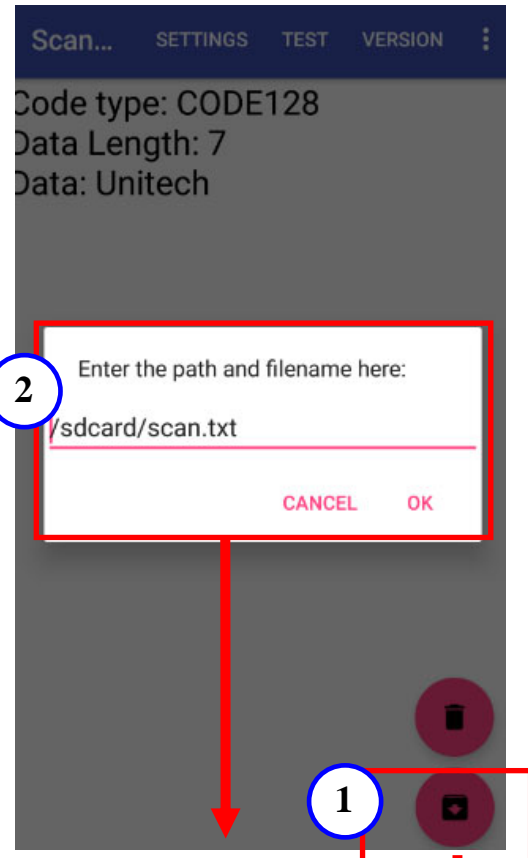 Scan... SETTINGS TEST VERSION
Code type: CODE128
Data Length: 7
Data: Unitech
Enter the path and filename here:
2
/sdcard/scan.txt
CANCEL OK
1